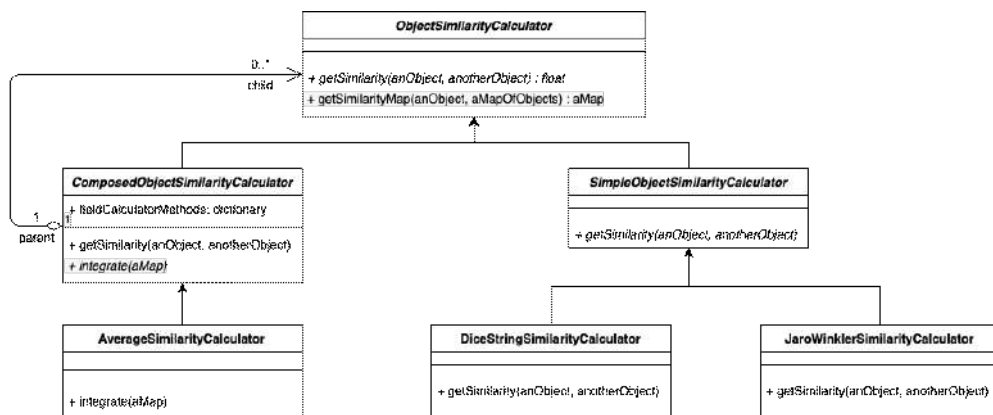 ObjectSimilarityCalculator
+ getSimilarity(anObject, anotherObject) : float
+ getSimilarityMap(anObject, aMapOfObjects) : aMap
0..*
child
ComposedObjectSimilarityCalculator
+ fieldCalculatorMethods: dictionary
+ getSimilarity(anObject, anotherObject)
+ integrate(aMap)
1
1
parent
SimpleObjectSimilarityCalculator
+ getSimilarity(anObject, anotherObject)
AverageSimilarityCalculator
+ integrate(aMap)
DiceStringSimilarityCalculator
+ getSimilarity(anObject, anotherObject)
JaroWinklerSimilarityCalculator
+ getSimilarity(anObject, anotherObject)